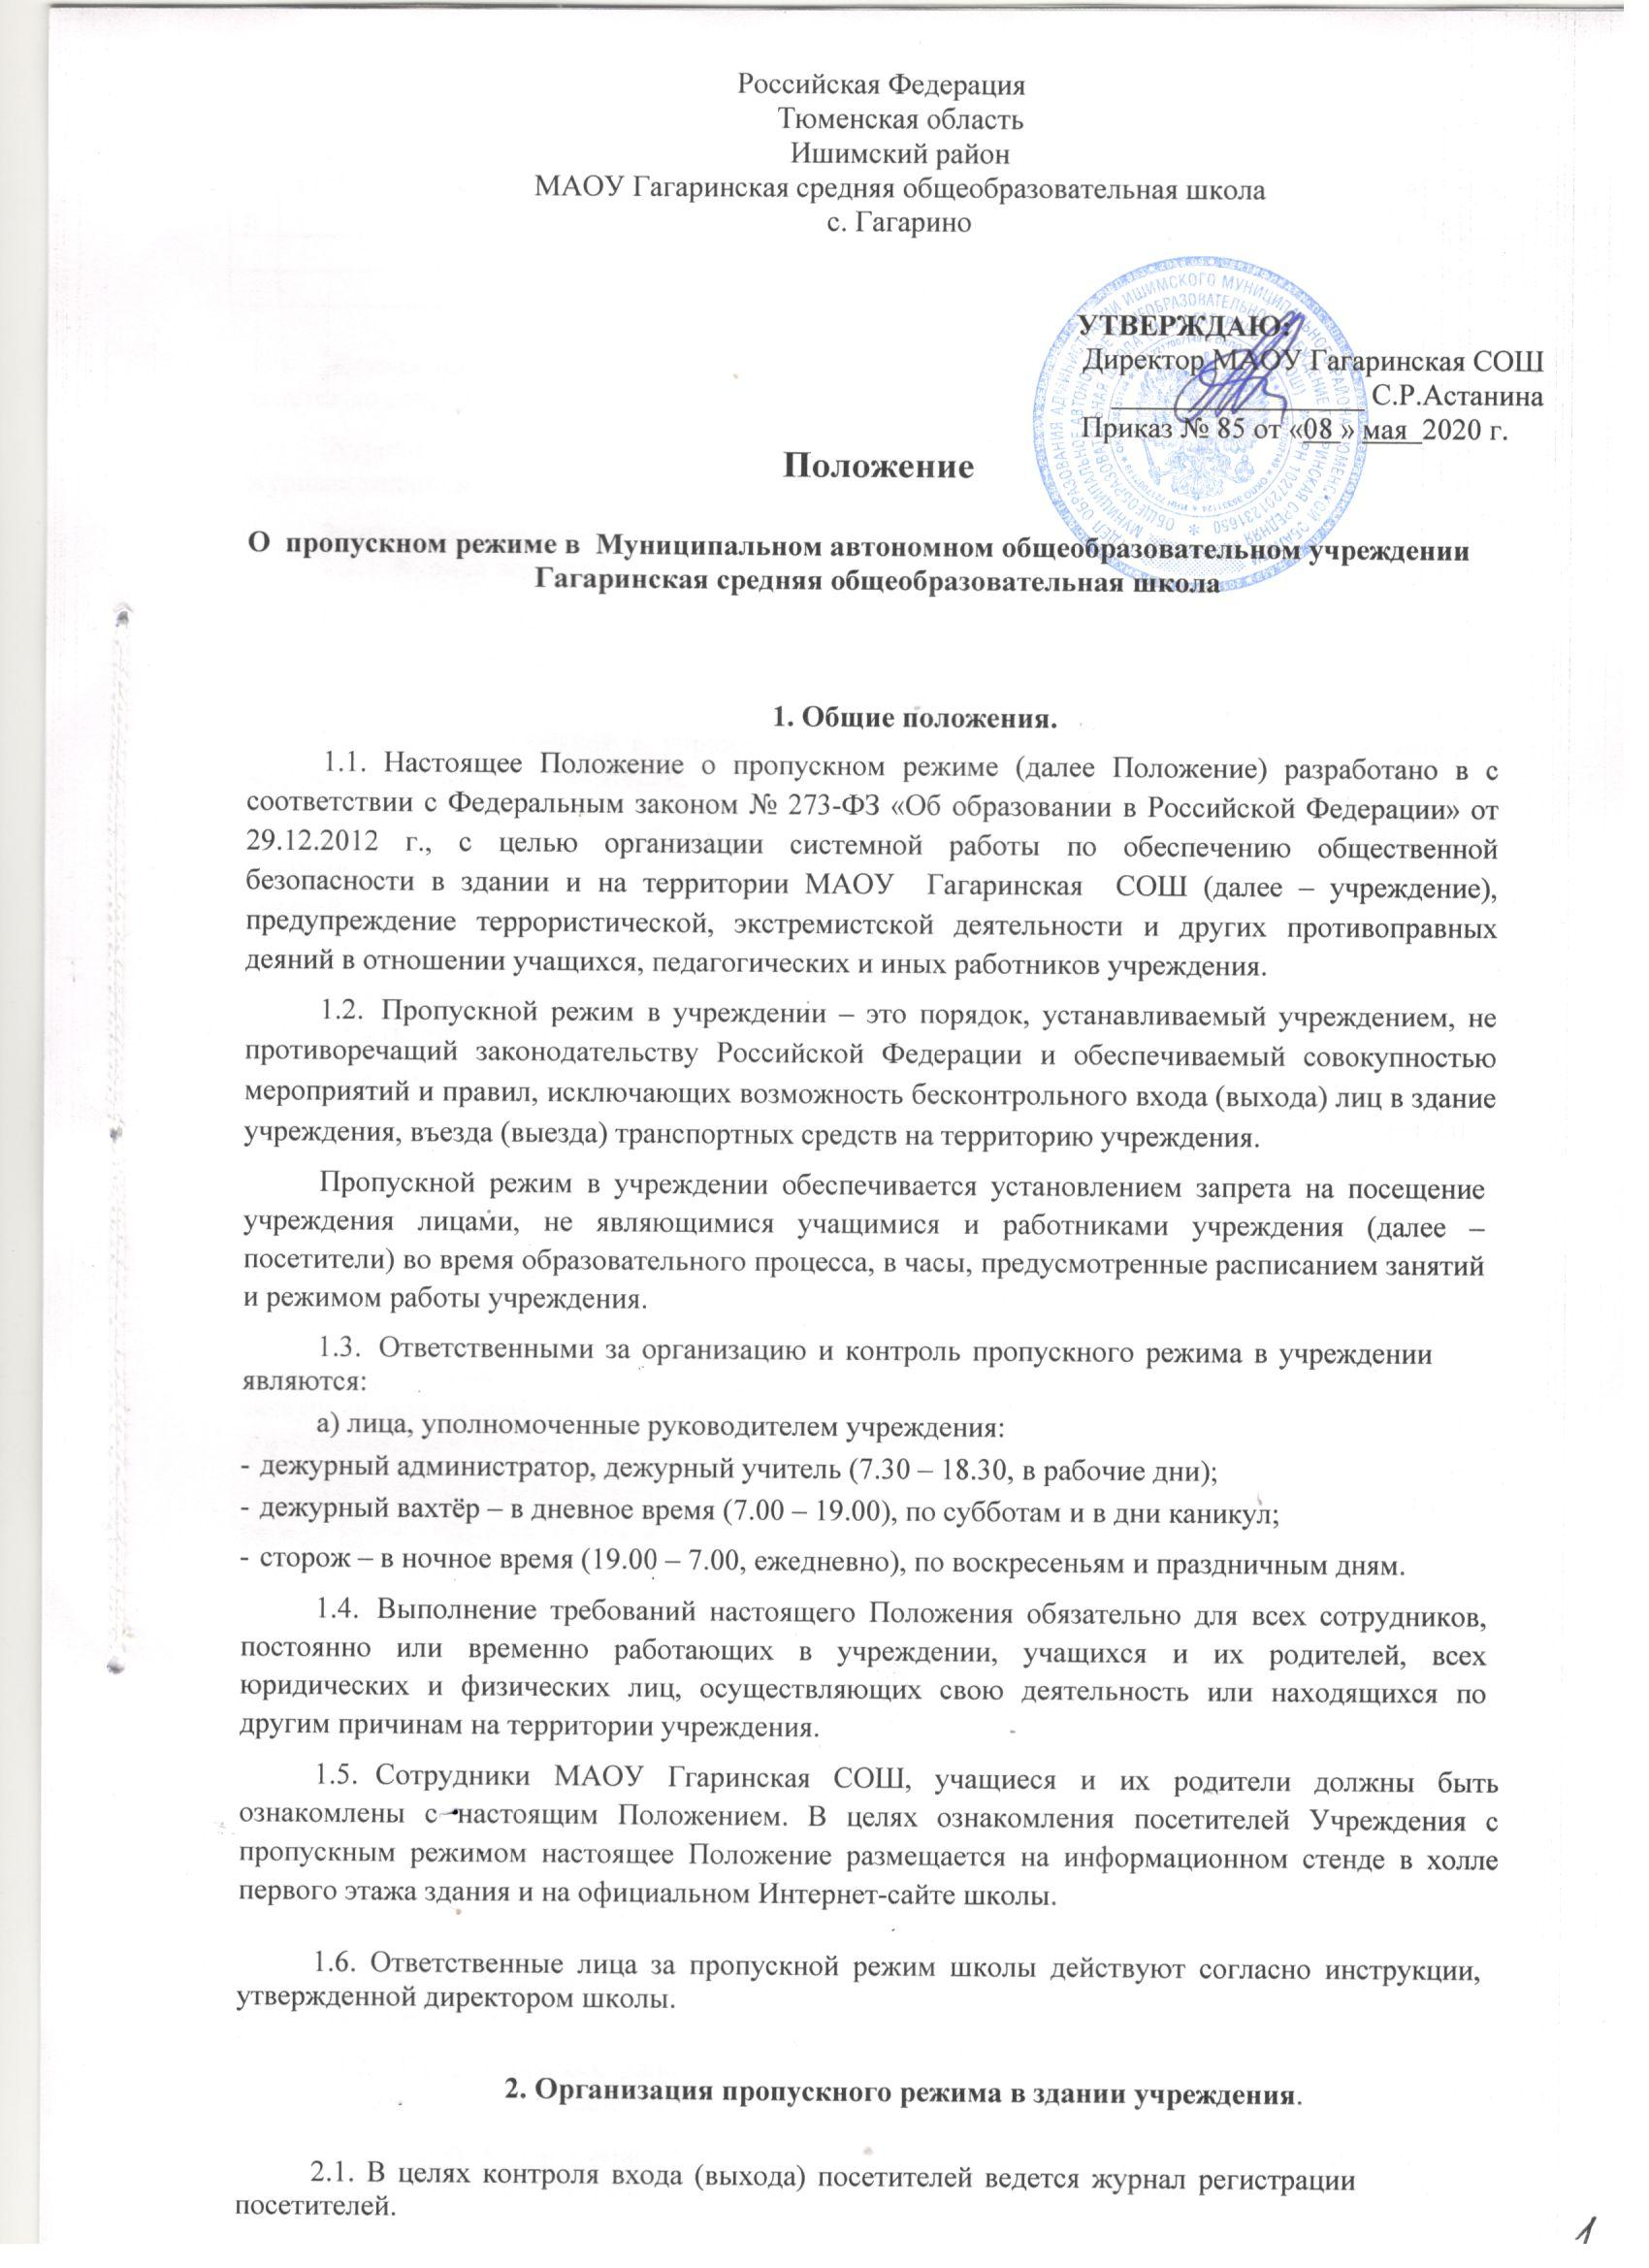 Российская Федерация
Тюменская область
Ишимский район
МАОУ Гагаринская средняя общеобразовательная школа
с. Гагарино
УТВЕРЖДАЮ:
Директор МАОУ Гагаринская СОШ
_________________ С.Р.Астанина
Приказ № 85 от «08 » мая 2020 г.
Положение
О пропускном режиме в Муниципальном автономном общеобразовательном учреждении
Гагаринская средняя общеобразовательная школа
1. Общие положения.
1.1. Настоящее Положение о пропускном режиме (далее Положение) разработано в с
соответствии с Федеральным законом № 273-ФЗ «Об образовании в Российской Федерации» от
29.12.2012 г., с целью организации системной работы по обеспечению общественной
безопасности в здании и на территории МАОУ Гагаринская СОШ (далее – учреждение),
предупреждение террористической, экстремистской деятельности и других противоправных
деяний в отношении учащихся, педагогических и иных работников учреждения.
1.2. Пропускной режим в учреждении – это порядок, устанавливаемый учреждением, не
противоречащий законодательству Российской Федерации и обеспечиваемый совокупностью
мероприятий и правил, исключающих возможность бесконтрольного входа (выхода) лиц в здание
учреждения, въезда (выезда) транспортных средств на территорию учреждения.
Пропускной режим в учреждении обеспечивается установлением запрета на посещение
учреждения лицами, не являющимися учащимися и работниками учреждения (далее –
посетители) во время образовательного процесса, в часы, предусмотренные расписанием занятий
и режимом работы учреждения.
1.3. Ответственными за организацию и контроль пропускного режима в учреждении
являются:
а) лица, уполномоченные руководителем учреждения:
- дежурный администратор, дежурный учитель (7.30 – 18.30, в рабочие дни);
- дежурный вахтёр – в дневное время (7.00 – 19.00), по субботам и в дни каникул;
- сторож – в ночное время (19.00 – 7.00, ежедневно), по воскресеньям и праздничным дням.
1.4. Выполнение требований настоящего Положения обязательно для всех сотрудников,
постоянно или временно работающих в учреждении, учащихся и их родителей, всех
юридических и физических лиц, осуществляющих свою деятельность или находящихся по
другим причинам на территории учреждения.
1.5. Сотрудники МАОУ Ггаринская СОШ, учащиеся и их родители должны быть
ознакомлены с настоящим Положением. В целях ознакомления посетителей Учреждения с
пропускным режимом настоящее Положение размещается на информационном стенде в холле
первого этажа здания и на официальном Интернет-сайте школы.
1.6. Ответственные лица за пропускной режим школы действуют согласно инструкции,
утвержденной директором школы.
2. Организация пропускного режима в здании учреждения.
2.1. В целях контроля входа (выхода) посетителей ведется журнал регистрации
посетителей.
1